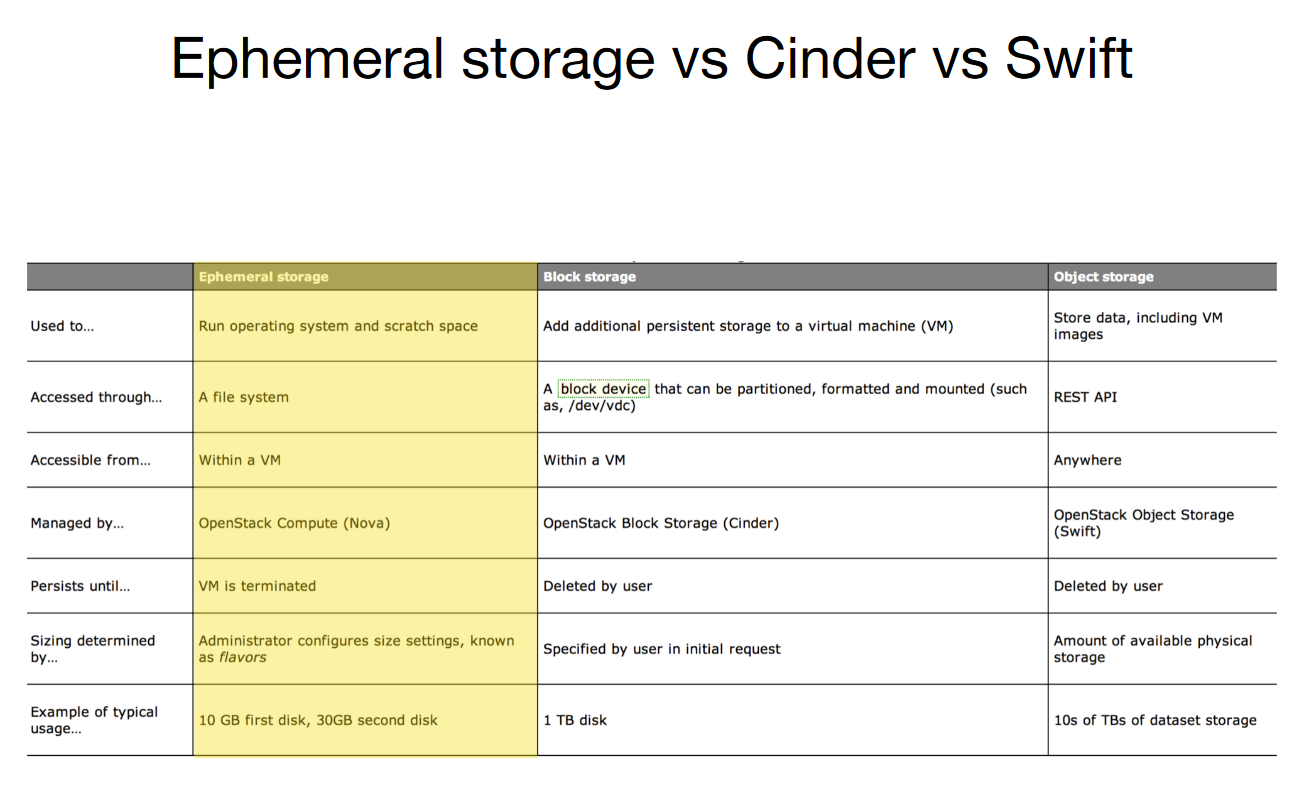 Ephemeral storage vs Cinder vs Swift
Ephemeral storage
Block storage
Object storage
Used to...
Run operating system and scratch space
Add additional persistent storage to a virtual machine (VM)
Store data, including VM
images
Accessed through...
A file system
A block device that can be partitioned, formatted and mounted (such
as, /dev/vdc)
REST API
Accessible from...
Within a VM
Within a VM
Anywhere
Managed by...
OpenStack Compute (Nova)
OpenStack Block Storage (Cinder)
OpenStack Object Storage
(Swift)
Persists until...
VM is terminated
Deleted by user
Deleted by user
Sizing determined
by...
Administrator configures size settings, known
as flavors
Specified by user in initial request
Amount of available physical
storage
Example of typical
usage...
10 GB first disk, 30GB second disk
1 TB disk
10s of TBs of dataset storage